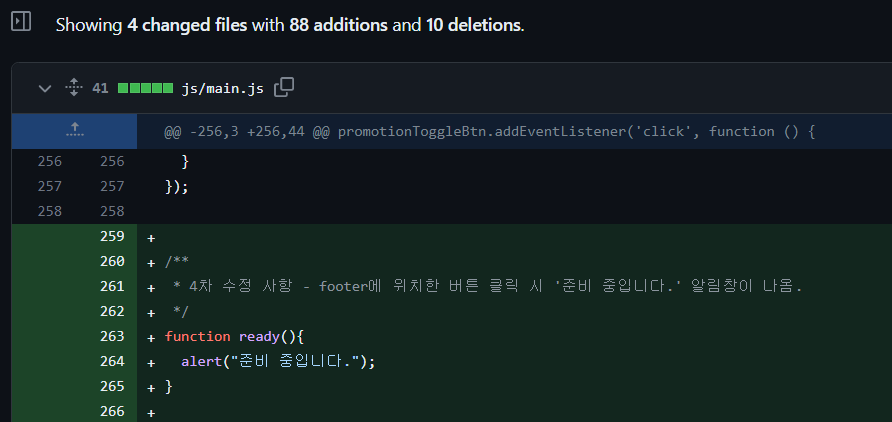 Showing 4 changed files with 88 additions and 10 deletions.
41 js/main.js
@@ -256,3 +256,44 @@ promotionToggleBtn.addEventListener('click', function () {
256 256 }
257 257 });
258 258
259 +
260 + /**
261 + * 4차 수정 사항 - footer에 위치한 버튼 클릭 시 '준비 중입니다.' 알림창이 나옴.
262 + */
263 + function ready(){
264 + alert("준비 중입니다.");
265 + }
266 +